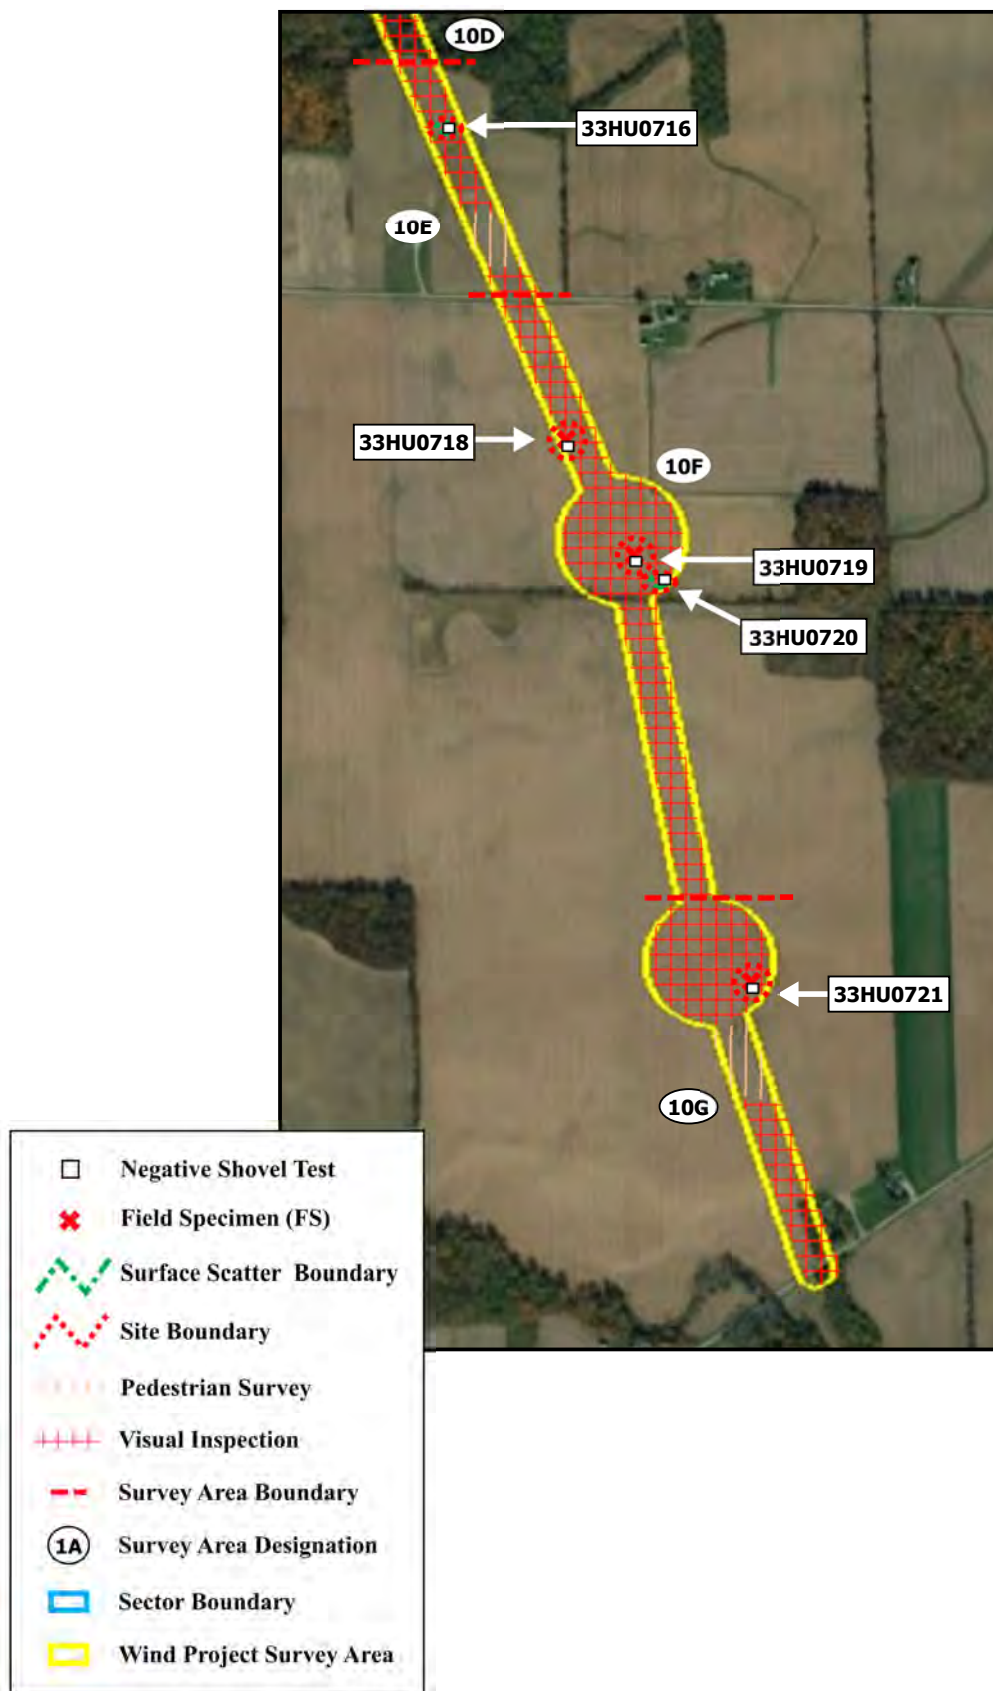 10D
33HU0716
10E
33HU0718
10F
33HU0719
33HU0720
33HU0721
10G
Negative Shovel Test
Field Specimen (FS)
Surface Scatter Boundary
Site Boundary
Pedestrian Survey
Visual Inspection
Survey Area Boundary
1A Survey Area Designation
Sector Boundary
Wind Project Survey Area